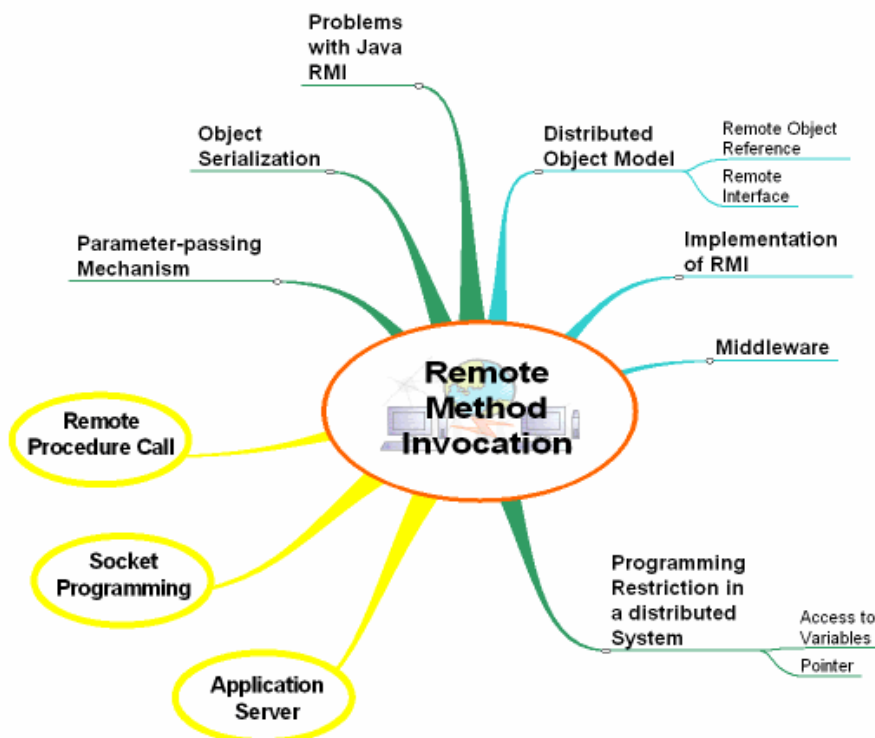 Problems
with Java
RMI
Object
Serialization
Parameter-passing
Mechanism
Distributed
Object Model
Remote Object
Reference
Remote
Interface
Implementation
of RMI
Middleware
Remote
Method
Invocation
Remote
Procedure Call
Socket
Programming
Application
Server
Programming
Restriction in
a distributed
System
Access to
Variables
Pointer